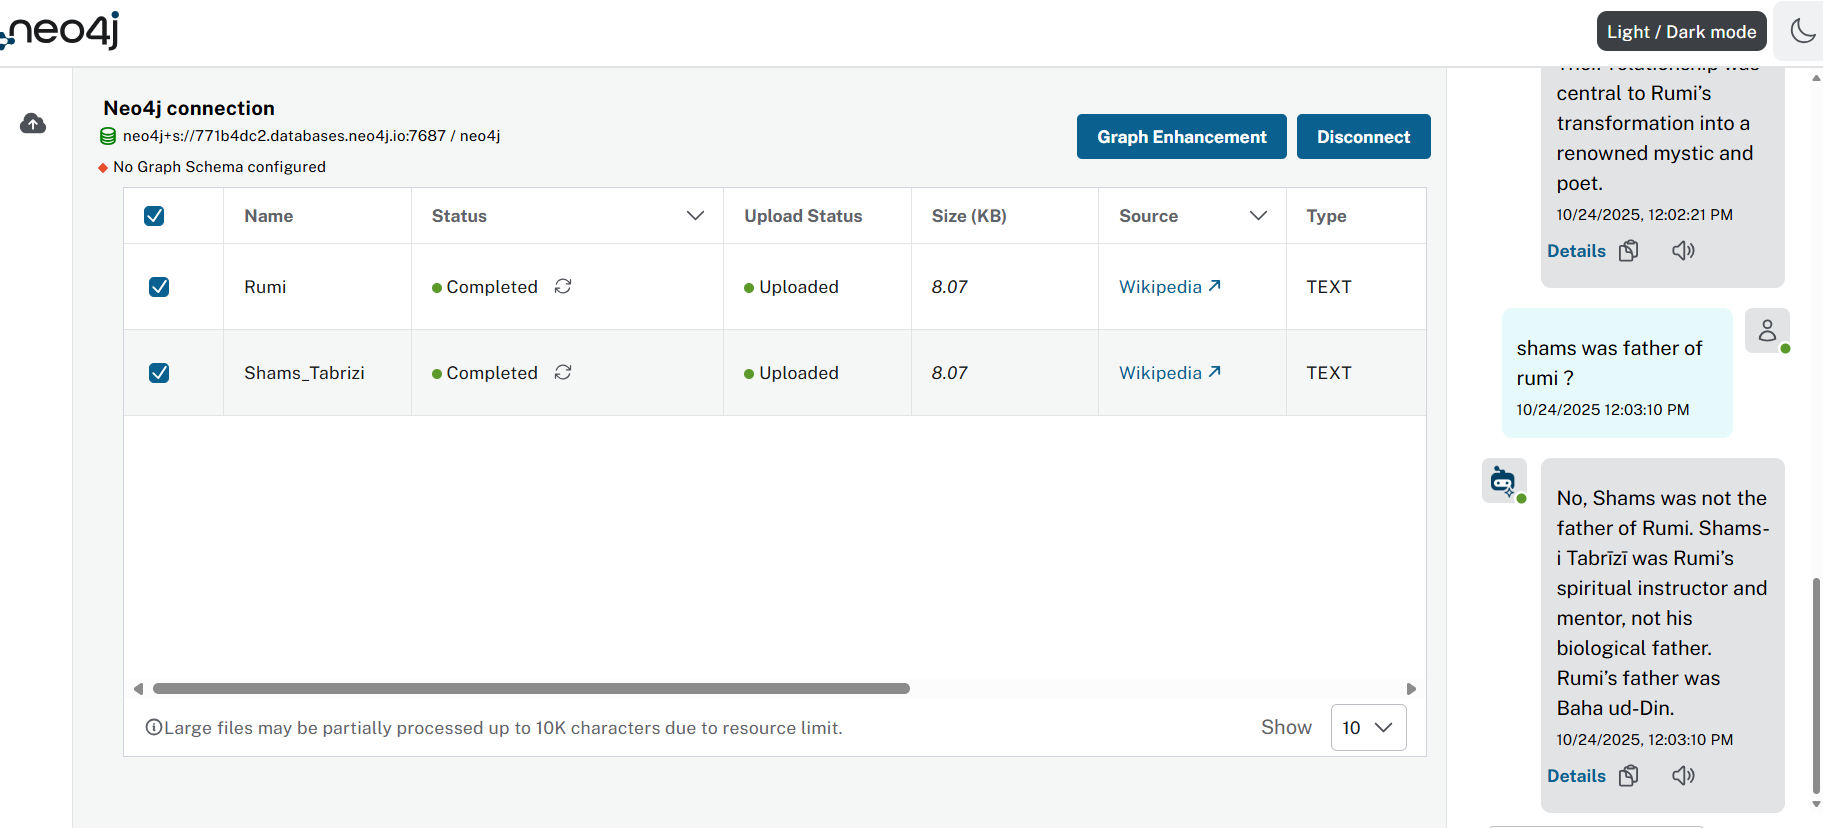 neo4j
Light / Dark mode
Neo4j connection
neo4j+s://771b4dc2.databases.neo4j.io:7687 / neo4j
No Graph Schema configured
Graph Enhancement
Disconnect
Name Status Upload Status Size (KB) Source Type
Rumi Completed Uploaded 8.07 Wikipedia TEXT
Shams_Tabrizi Completed Uploaded 8.07 Wikipedia TEXT
Large files may be partially processed up to 10K characters due to resource limit.
Show 10
Their relationship was
central to Rumi’s
transformation into a
renowned mystic and
poet.
10/24/2025, 12:02:21 PM
Details
shams was father of
rumi ?
10/24/2025 12:03:10 PM
No, Shams was not the
father of Rumi. Shams-
i Tabrīzī was Rumi’s
spiritual instructor and
mentor, not his
biological father.
Rumi’s father was
Baha ud-Din.
10/24/2025, 12:03:10 PM
Details